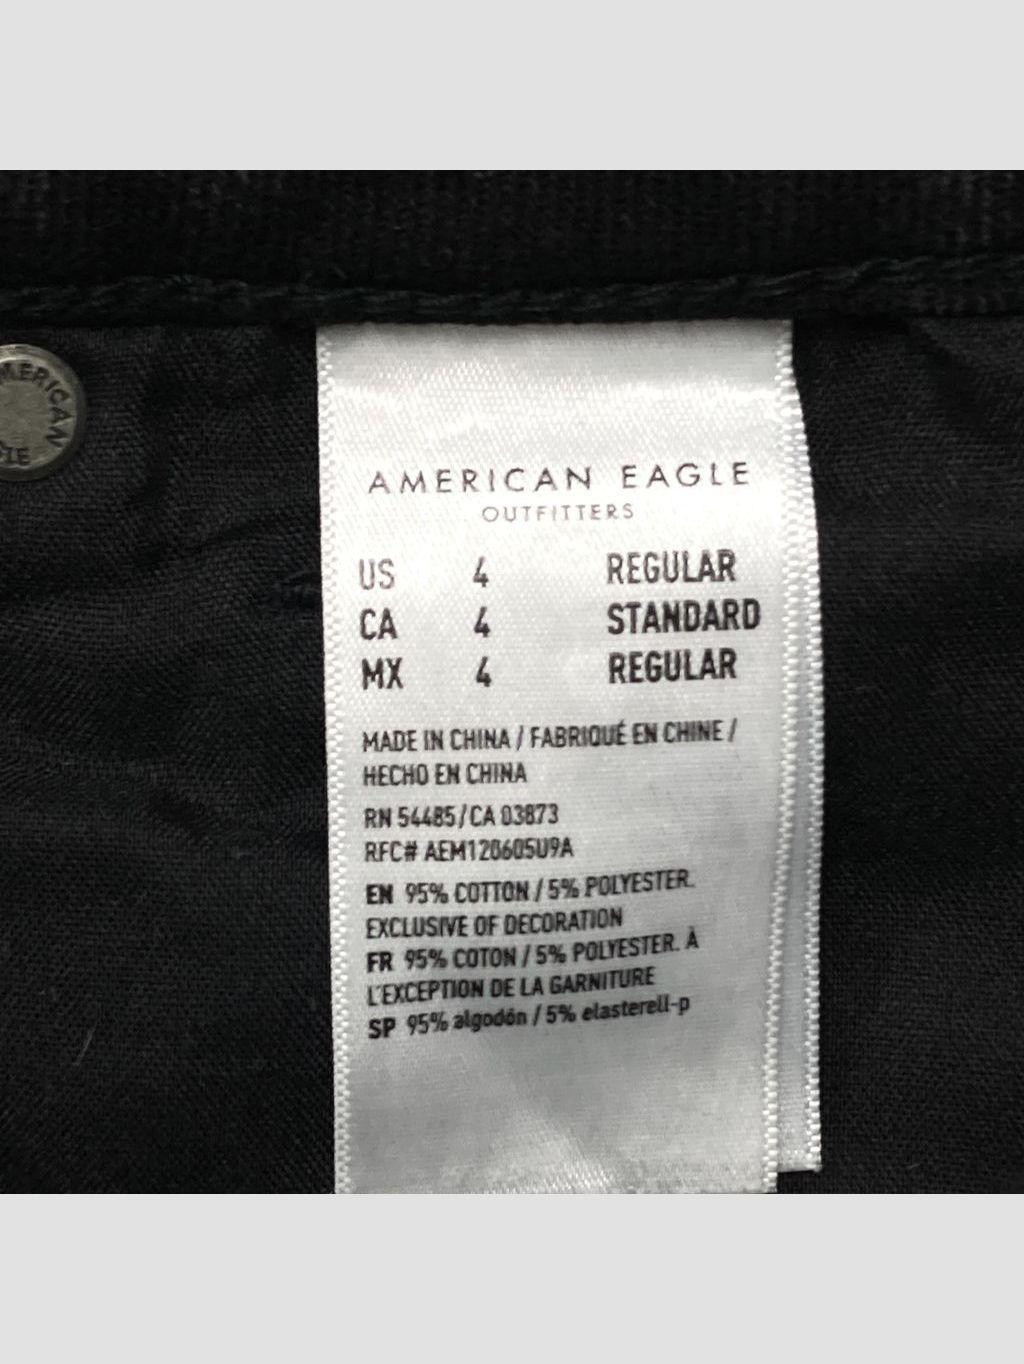 AMERICAN
AMERICAN EAGLE
OUTFITTERS
US 4 REGULAR
CA 4 STANDARD
MX 4 REGULAR
MADE IN CHINA / FABRIQUÉ EN CHINE /
HECHO EN CHINA
RN 54485/CA 03873
RFC# AEM120605U9A
EN 95% COTTON / 5% POLYESTER.
EXCLUSIVE OF DECORATION
FR 95% COTON / 5% POLYESTER. À
L'EXCEPTION DE LA GARNITURE
SP 95% algodón / 5% elasterell-p